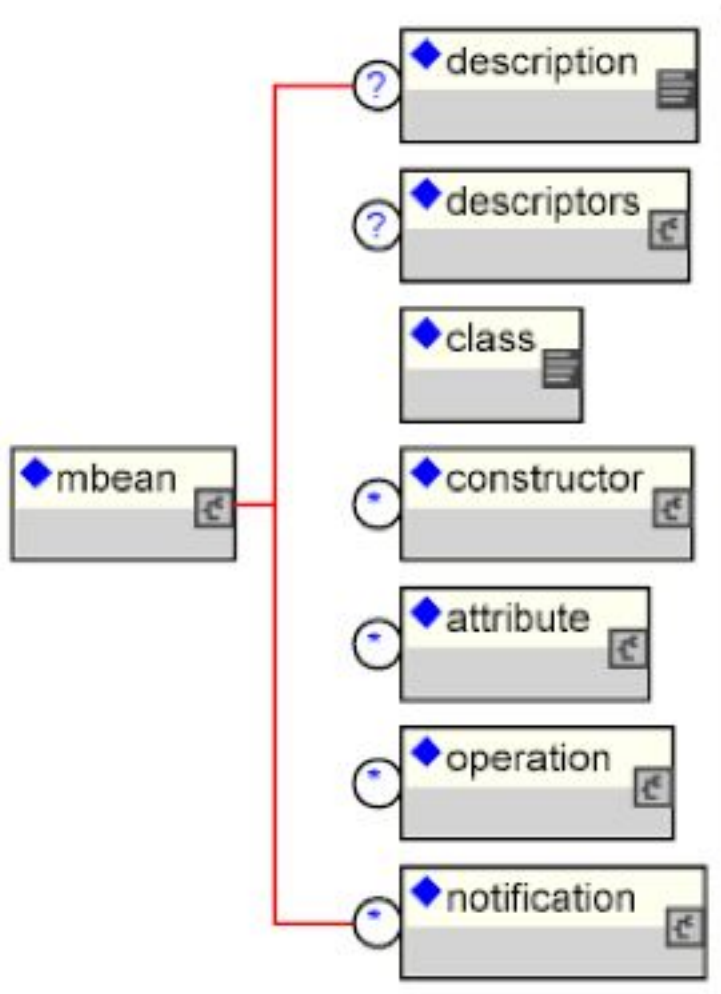 ? description
? descriptors
class
mbean
* constructor
* attribute
* operation
* notification